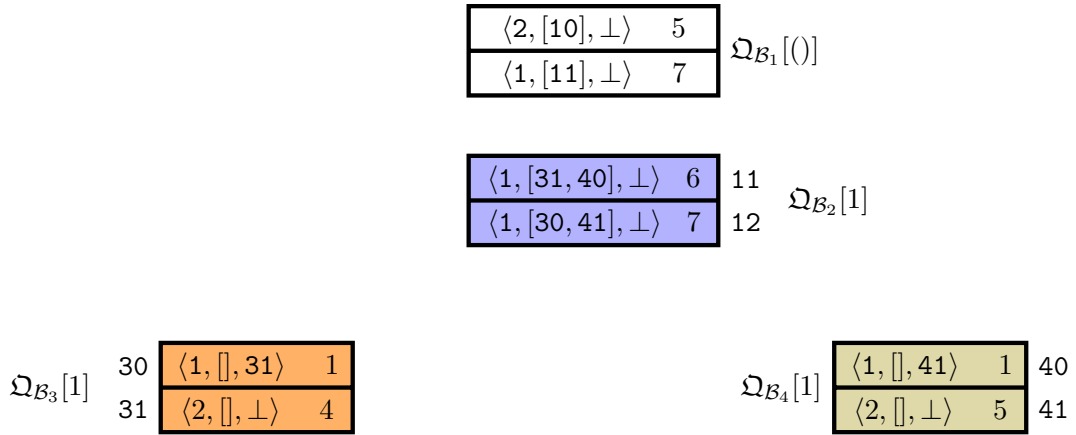 ⟨2, [10], ⊥⟩ 5
⟨1, [11], ⊥⟩ 7
𝔔_{ℬ₁}[()]
⟨1, [31, 40], ⊥⟩ 6 11
⟨1, [30, 41], ⊥⟩ 7 12
𝔔_{ℬ₂}[1]
𝔔_{ℬ₃}[1]
30 ⟨1, [], 31⟩ 1
31 ⟨2, [], ⊥⟩ 4
𝔔_{ℬ₄}[1]
⟨1, [], 41⟩ 1 40
⟨2, [], ⊥⟩ 5 41